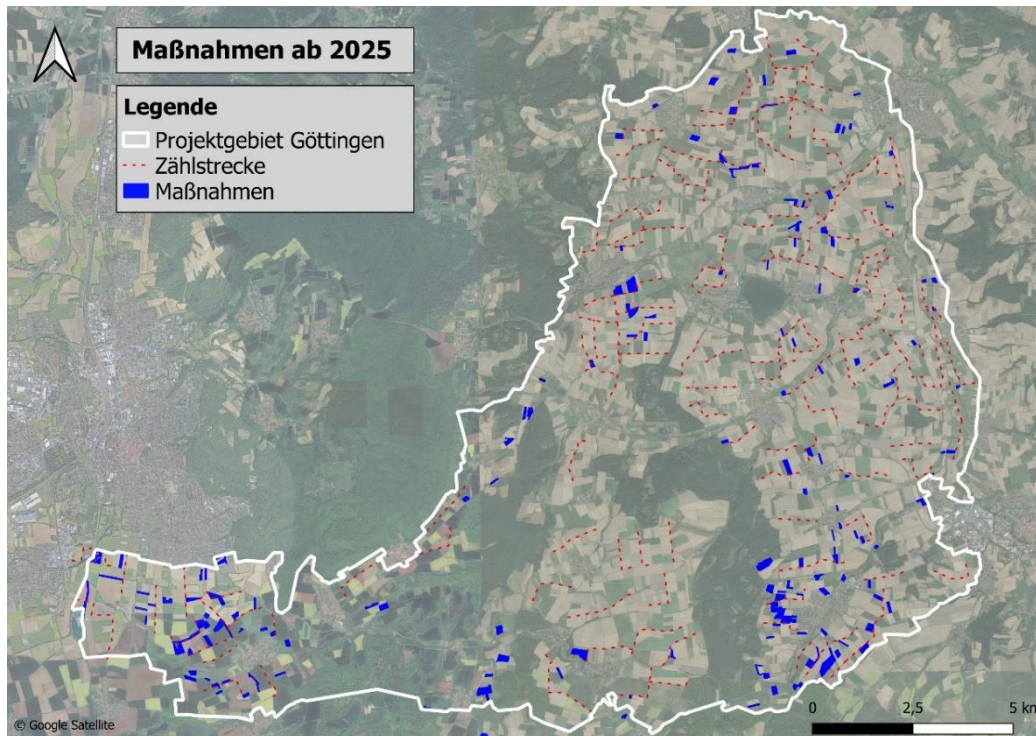 Maßnahmen ab 2025
Legende
Projektgebiet Göttingen
Zählstrecke
Maßnahmen
© Google Satellite
0 2,5 5 km